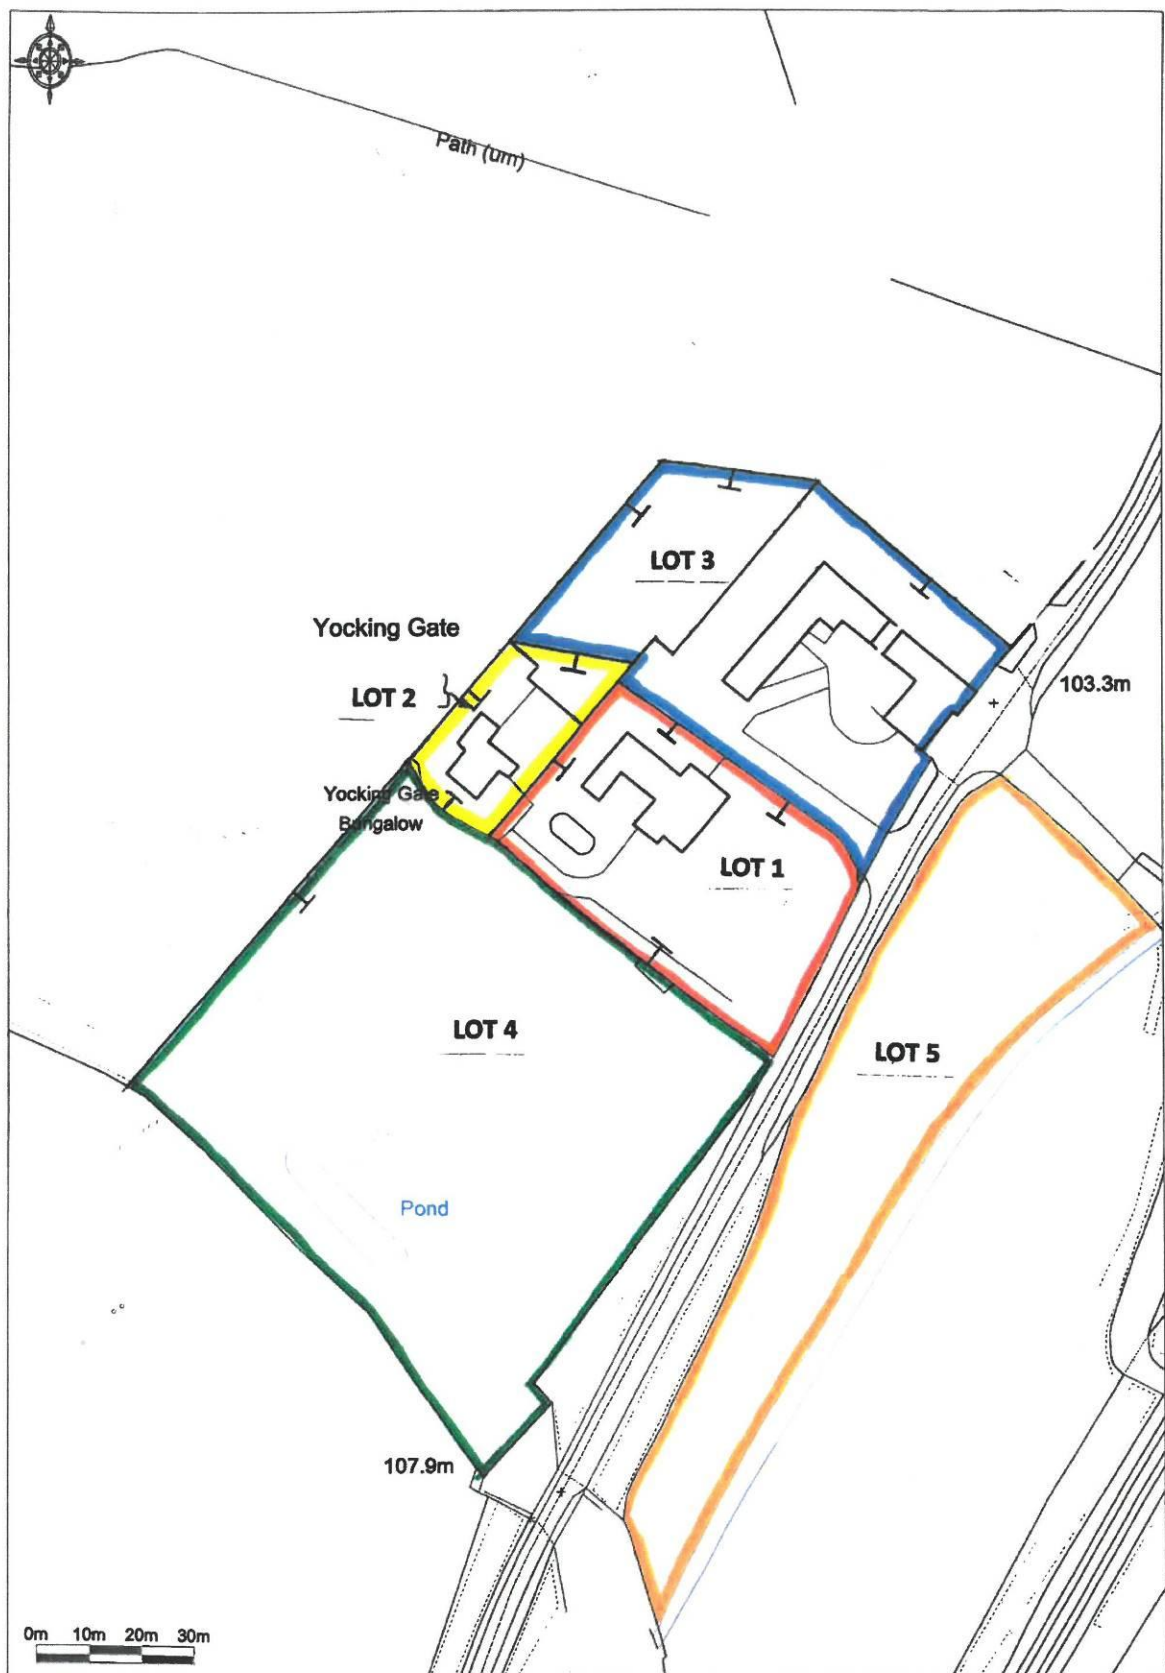 Path (um)
LOT 3
Yocking Gate
103.3m
LOT 2
Yocking Gate
Bungalow
LOT 1
LOT 4
LOT 5
Pond
107.9m
0m 10m 20m 30m